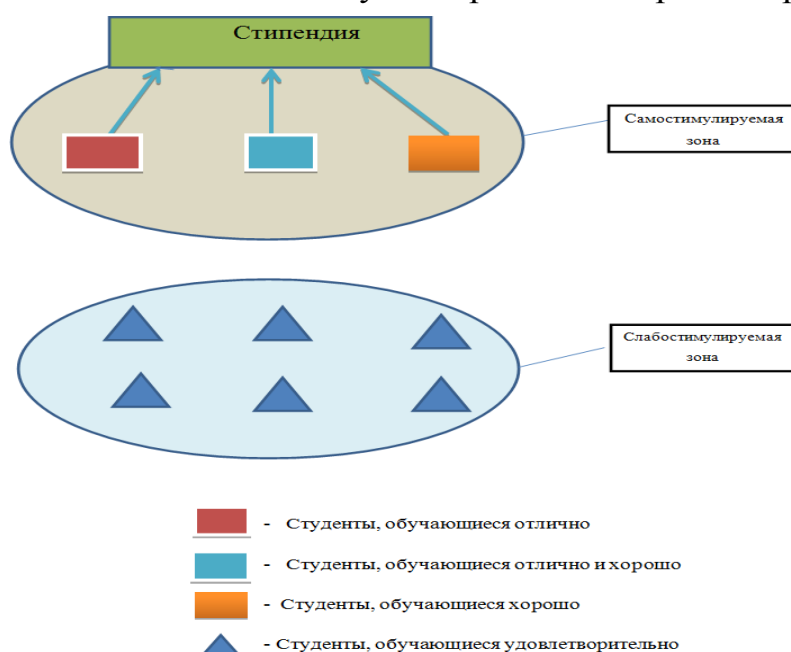 Стипендия
Самостимулируемая
зона
Слабостимулируемая
зона
- Студенты, обучающиеся отлично
- Студенты, обучающиеся отлично и хорошо
- Студенты, обучающиеся хорошо
- Студенты, обучающиеся удовлетворительно